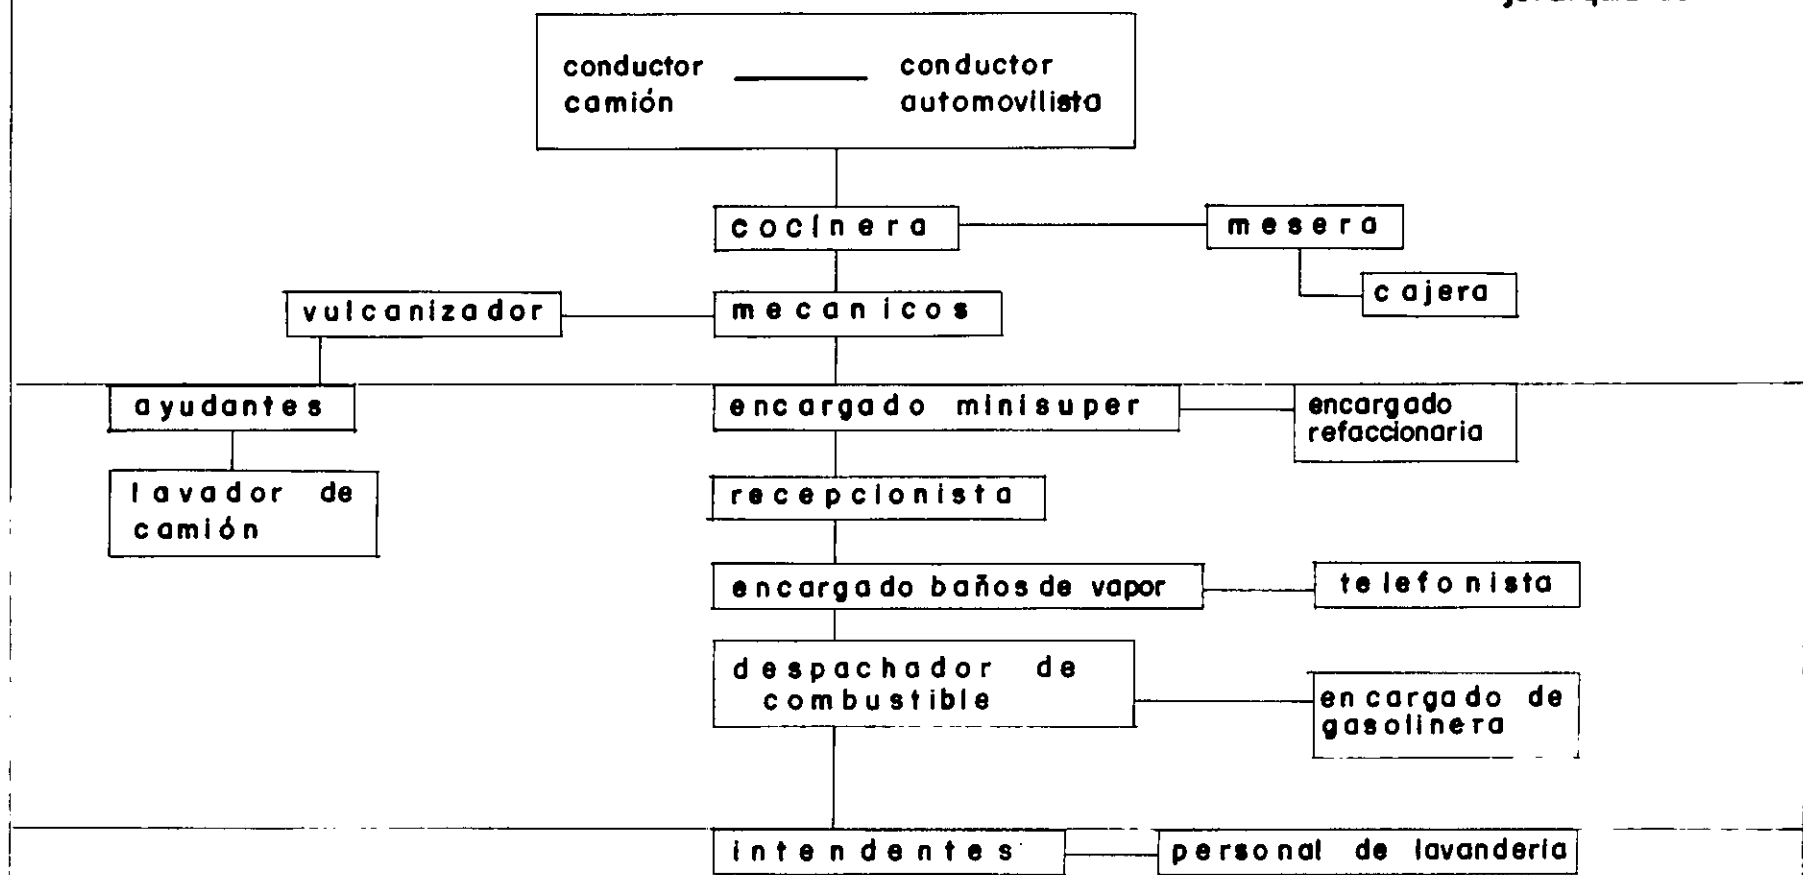 conductor conductor
camión automovilista
cocinera mesera
cajera
vulcanizador mecanicos
ayudantes encargado minisuper encargado
refaccionaria
lavador de
camión
recepcionista
encargado baños de vapor telefonista
despachador de
combustible
encargado de
gasolinera
intendentes personal de lavandería